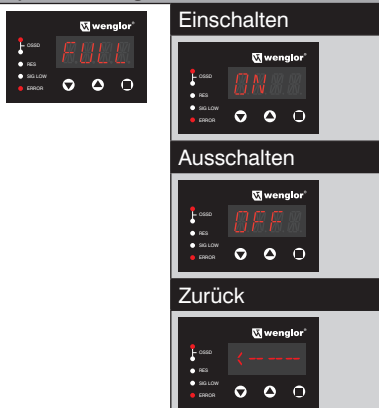 wenglor®
FULL
OSSD
RES
SIG LOW
ERROR
Einschalten
wenglor®
ON
OSSD
RES
SIG LOW
ERROR
Ausschalten
wenglor®
OFF
OSSD
RES
SIG LOW
ERROR
Zurück
wenglor®
<-----
OSSD
RES
SIG LOW
ERROR